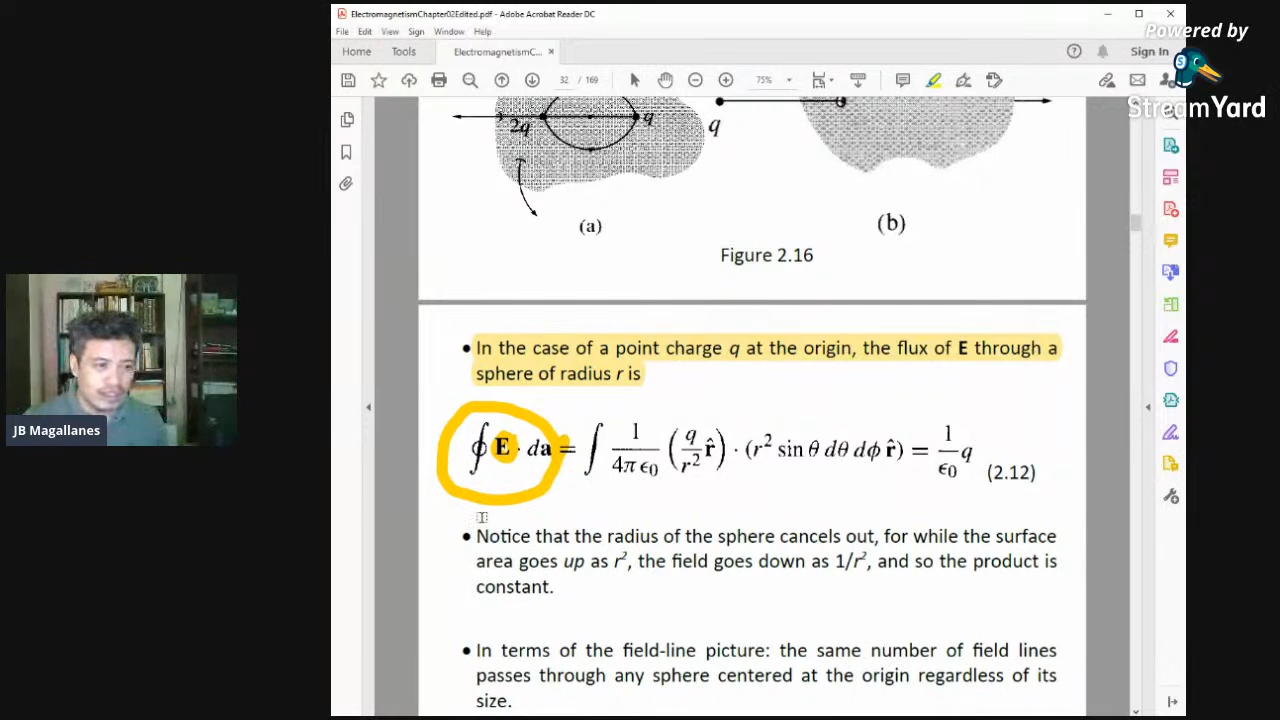 ElectromagnetismChapter02Edited.pdf - Adobe Acrobat Reader DC
File Edit View Sign Window Help
Powered by
StreamYard
Home Tools ElectromagnetismC... × Sign In
32 / 169 75%
2q q q
(a) (b)
Figure 2.16
• In the case of a point charge q at the origin, the flux of E through a
sphere of radius r is
∮ E · da = ∫ 1/4πϵ₀ (q/r² r̂) · (r² sin θ dθ dϕ r̂) = 1/ϵ₀ q (2.12)
• Notice that the radius of the sphere cancels out, for while the surface
area goes up as r², the field goes down as 1/r², and so the product is
constant.
• In terms of the field-line picture: the same number of field lines
passes through any sphere centered at the origin regardless of its
size.
JB Magallanes